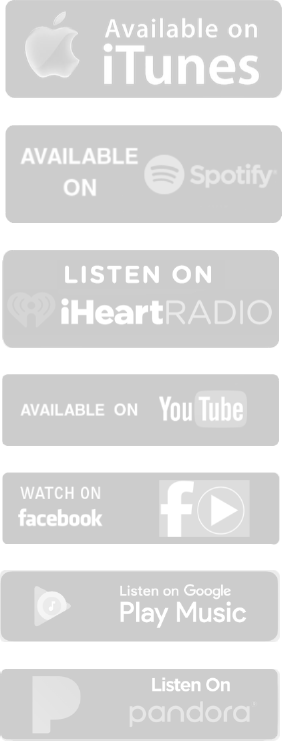 Available on
iTunes
AVAILABLE
ON
Spotify
LISTEN ON
iHeartRADIO
AVAILABLE ON YouTube
WATCH ON
facebook
f
Listen on Google
Play Music
Listen On
pandora